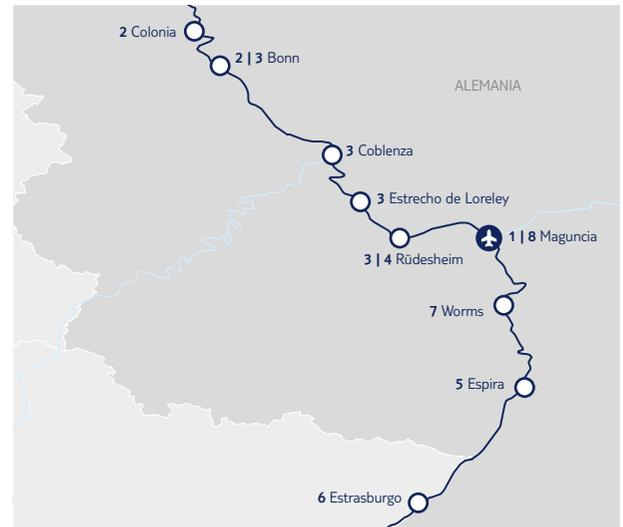 2 Colonia
2 | 3 Bonn
ALEMANIA
3 Coblenza
3 Estrecho de Loreley
1 | 8 Maguncia
3 | 4 Rüdesheim
7 Worms
5 Espira
6 Estrasburgo